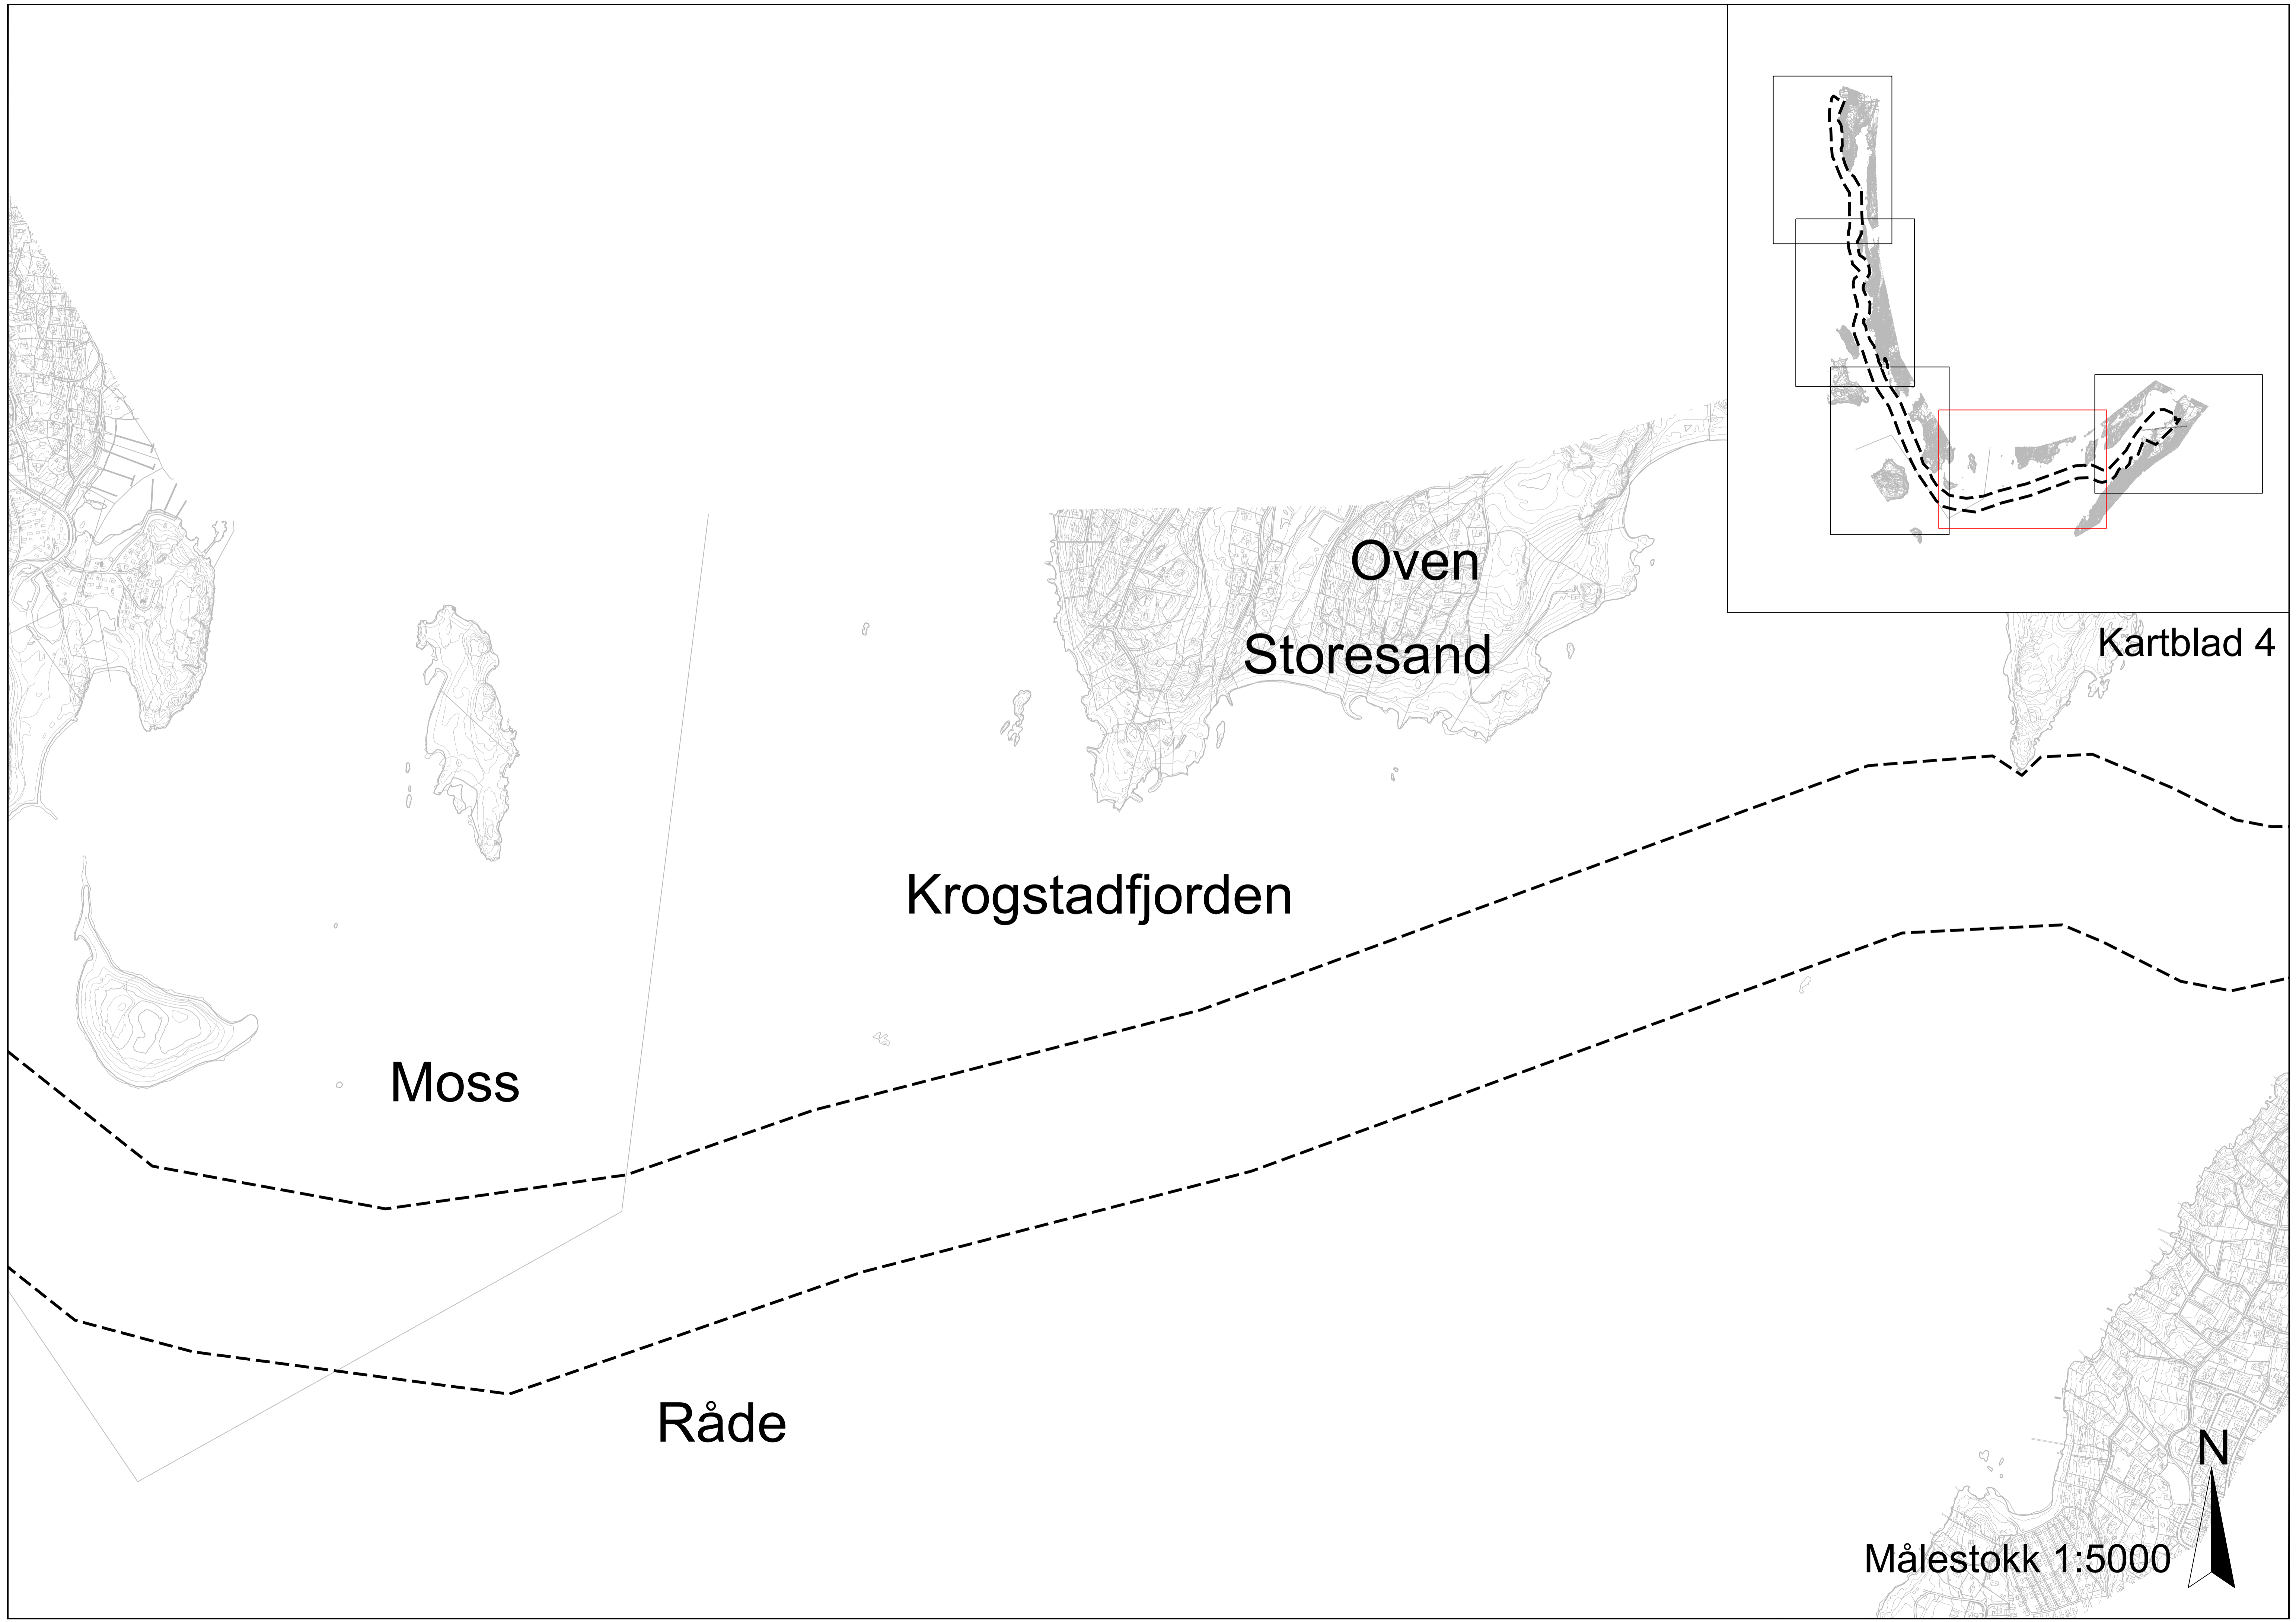 Oven
Storesand
Kartblad 4
Krogstadfjorden
Moss
Råde
N
Målestokk 1:5000